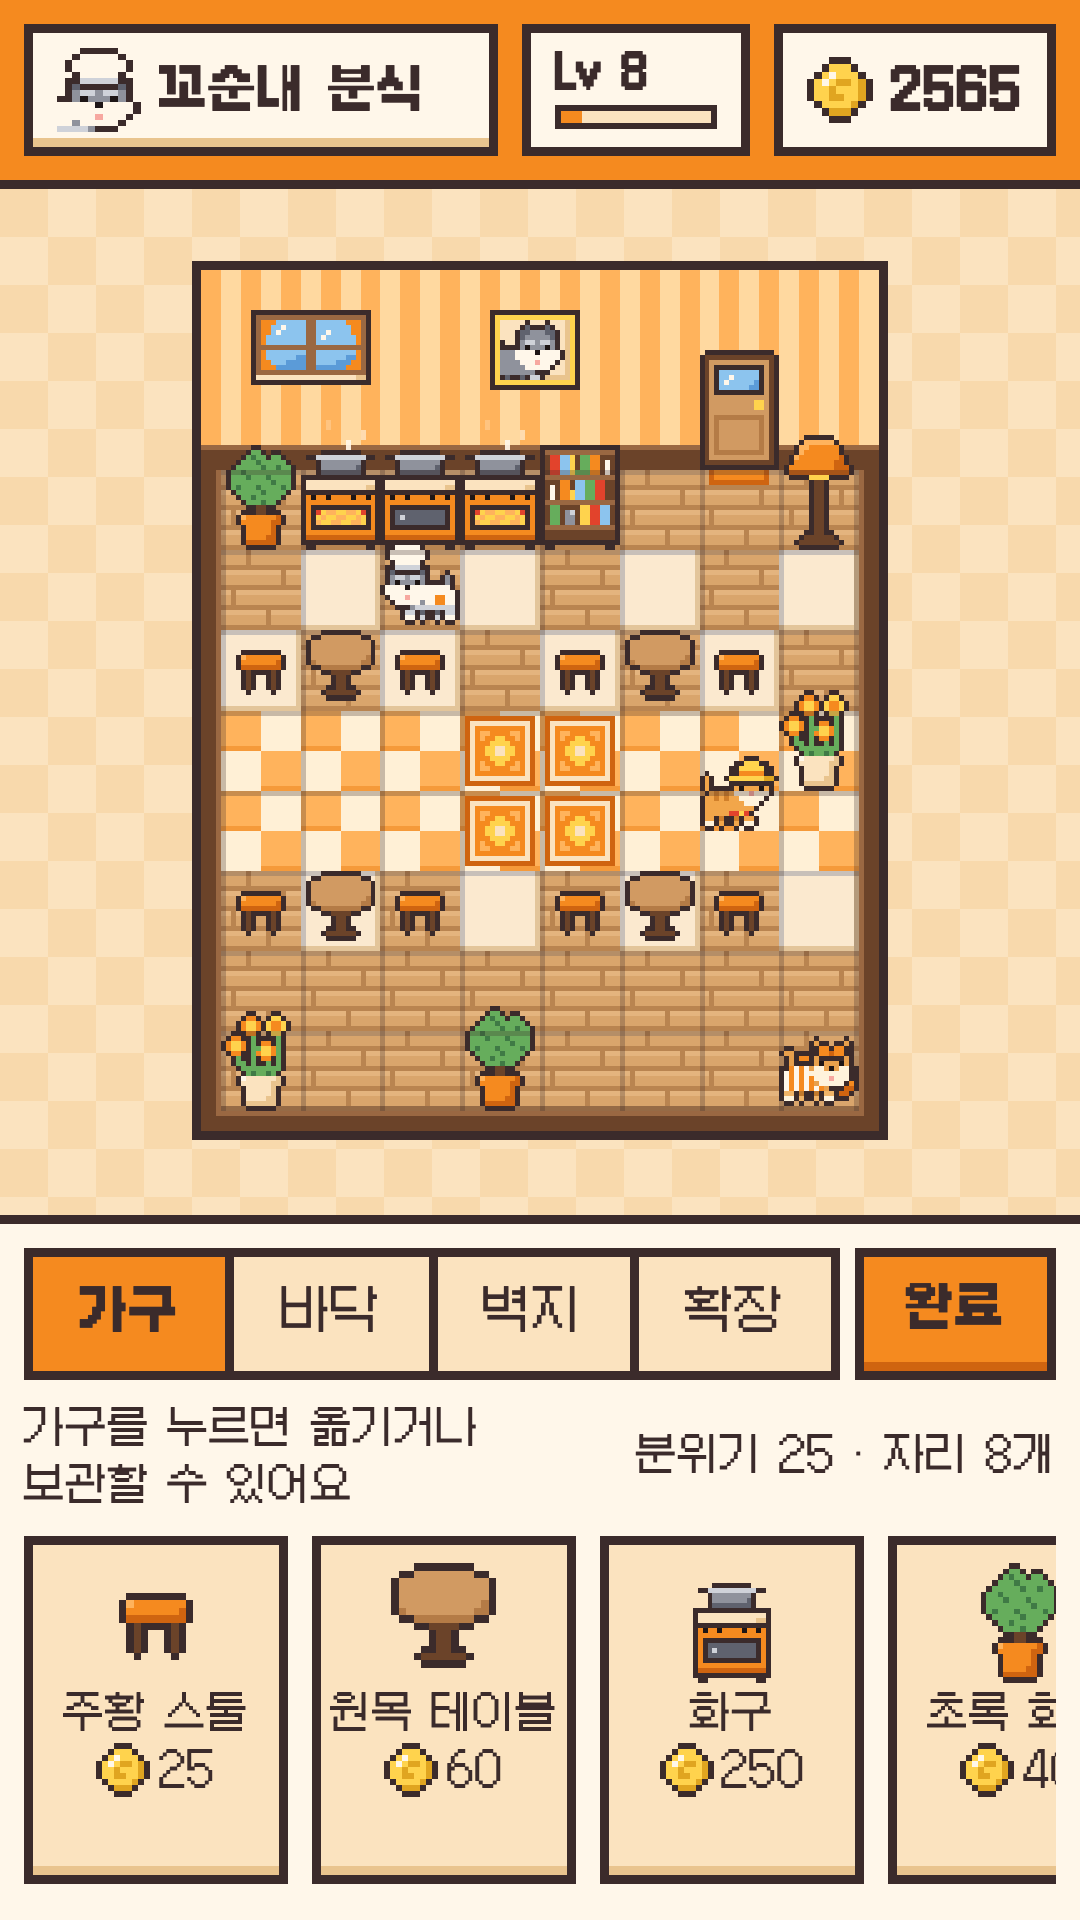 꼬순내 분식
Lv 8
2565
가구
바닥
벽지
확장
완료
가구를 누르면 옮기거나
보관할 수 있어요
분위기 25 · 자리 8개
주황 스툴
25
원목 테이블
60
화구
250
초록